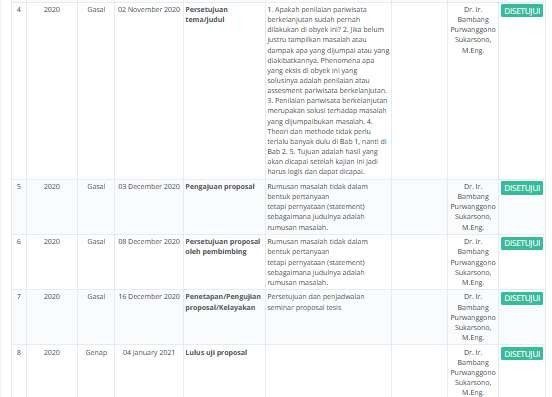 4 2020 Gasal 02 November 2020 Persetujuan 1. Apakah penilaian pariwisata Dr. Ir. DISETUJUI
tema/judul berkelanjutan sudah pernah Bambang
dilakukan di obyek ini? 2. Jika belum Purwanggono
justru tampilkan masalah atau Sukarsono,
dampak apa yang dijumpai atau yang M.Eng.
diakibatkannya. Phenomena apa
yang eksis di obyek ini yang
solusinya adalah penilaian atau
assesment pariwisata berkelanjutan.
3. Penilaian pariwisata berkelanjutan
merupakan solusi terhadap masalah
yang dijumpaibukan masalah. 4.
Theori dan methode tidak perlu
terlalu banyak dulu di Bab 1, nanti di
Bab 2. 5. Tujuan adalah hasil yang
akan dicapai setelah kajian ini jadi
harus logis dan dapat dicapai.
5 2020 Gasal 03 December 2020 Pengajuan proposal Rumusan masalah tidak dalam Dr. Ir. DISETUJUI
bentuk pertanyaan Bambang
tetapi pernyataan (statement) Purwanggono
sebagaimana judulnya adalah Sukarsono,
rumusan masalah. M.Eng.
6 2020 Gasal 08 December 2020 Persetujuan proposal Rumusan masalah tidak dalam Dr. Ir. DISETUJUI
oleh pembimbing bentuk pertanyaan Bambang
tetapi pernyataan (statement) Purwanggono
sebagaimana judulnya adalah Sukarsono,
rumusan masalah. M.Eng.
7 2020 Gasal 16 December 2020 Penetapan/Pengujian Persetujuan dan penjadwalan Dr. Ir. DISETUJUI
proposal/Kelayakan seminar proposal tesis Bambang
Purwanggono
Sukarsono,
M.Eng.
8 2020 Genap 04 January 2021 Lulus uji proposal Dr. Ir. DISETUJUI
Bambang
Purwanggono
Sukarsono,
M.Eng.